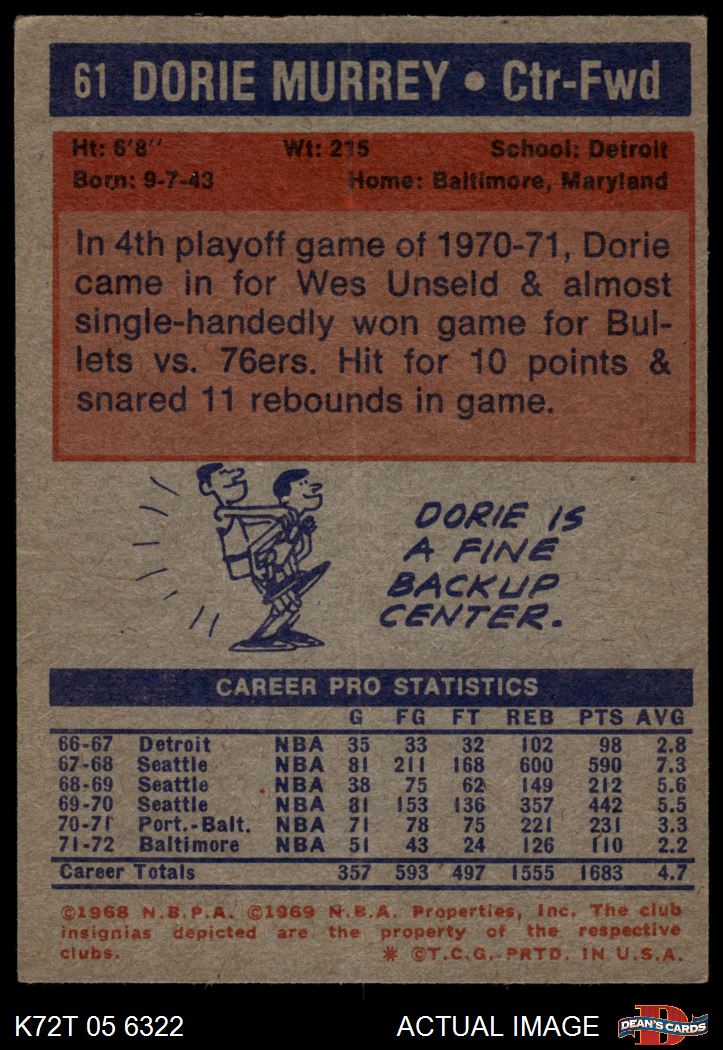 61 DORIE MURREY • Ctr-Fwd
Ht: 6'8" Wt: 215 School: Detroit
Born: 9-7-43 Home: Baltimore, Maryland
In 4th playoff game of 1970-71, Dorie
came in for Wes Unseld & almost
single-handedly won game for Bul-
lets vs. 76ers. Hit for 10 points &
snared 11 rebounds in game.
DORIE IS
A FINE
BACKUP
CENTER.
CAREER PRO STATISTICS
G FG FT REB PTS AVG
66-67 Detroit NBA 35 33 32 102 98 2.8
67-68 Seattle NBA 81 211 168 600 590 7.3
68-69 Seattle NBA 38 75 62 149 212 5.6
69-70 Seattle NBA 81 153 136 357 442 5.5
70-71 Port.-Balt. NBA 71 78 75 221 231 3.3
71-72 Baltimore NBA 51 43 24 126 110 2.2
Career Totals 357 593 497 1555 1683 4.7
©1968 N.B.P.A. ©1969 N.B.A. Properties, Inc. The club
insignias depicted are the property of the respective
clubs. * ©T.C.G. PRTD. IN U.S.A.
K72T 05 6322 ACTUAL IMAGE D DEAN'S CARDS